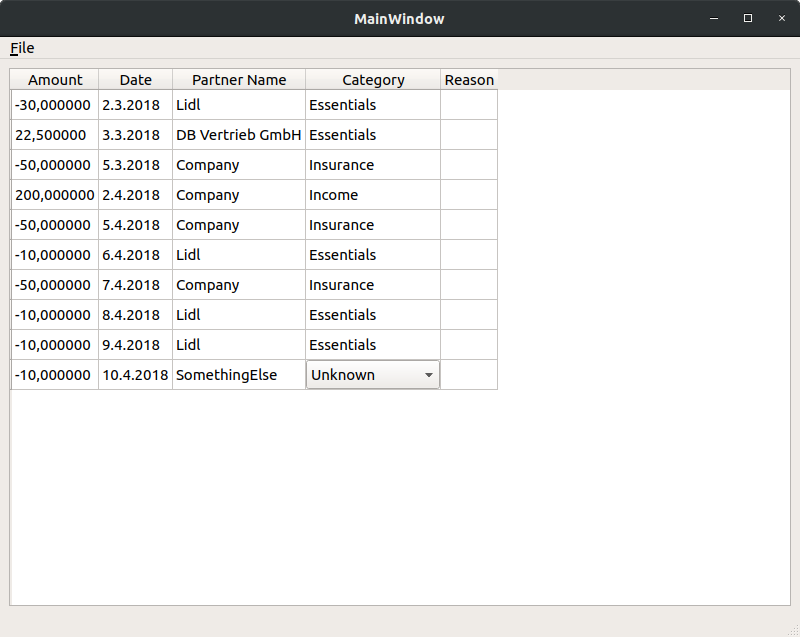 MainWindow
File
Amount Date Partner Name Category Reason
-30,000000 2.3.2018 Lidl Essentials
22,500000 3.3.2018 DB Vertrieb GmbH Essentials
-50,000000 5.3.2018 Company Insurance
200,000000 2.4.2018 Company Income
-50,000000 5.4.2018 Company Insurance
-10,000000 6.4.2018 Lidl Essentials
-50,000000 7.4.2018 Company Insurance
-10,000000 8.4.2018 Lidl Essentials
-10,000000 9.4.2018 Lidl Essentials
-10,000000 10.4.2018 SomethingElse Unknown